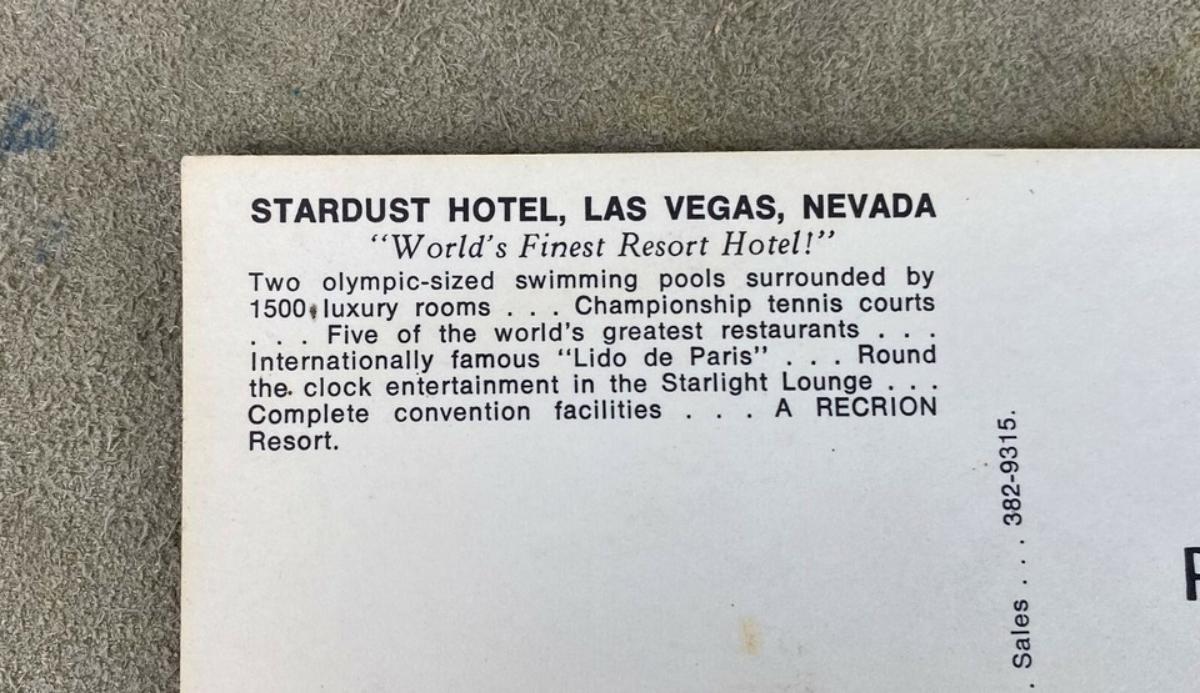 STARDUST HOTEL, LAS VEGAS, NEVADA
"World's Finest Resort Hotel!"
Two olympic-sized swimming pools surrounded by
1500 luxury rooms . . . Championship tennis courts
. . . Five of the world's greatest restaurants . . .
Internationally famous "Lido de Paris" . . . Round
the clock entertainment in the Starlight Lounge . . .
Complete convention facilities . . . A RECRION
Resort.
. Sales . . . 382-9315.